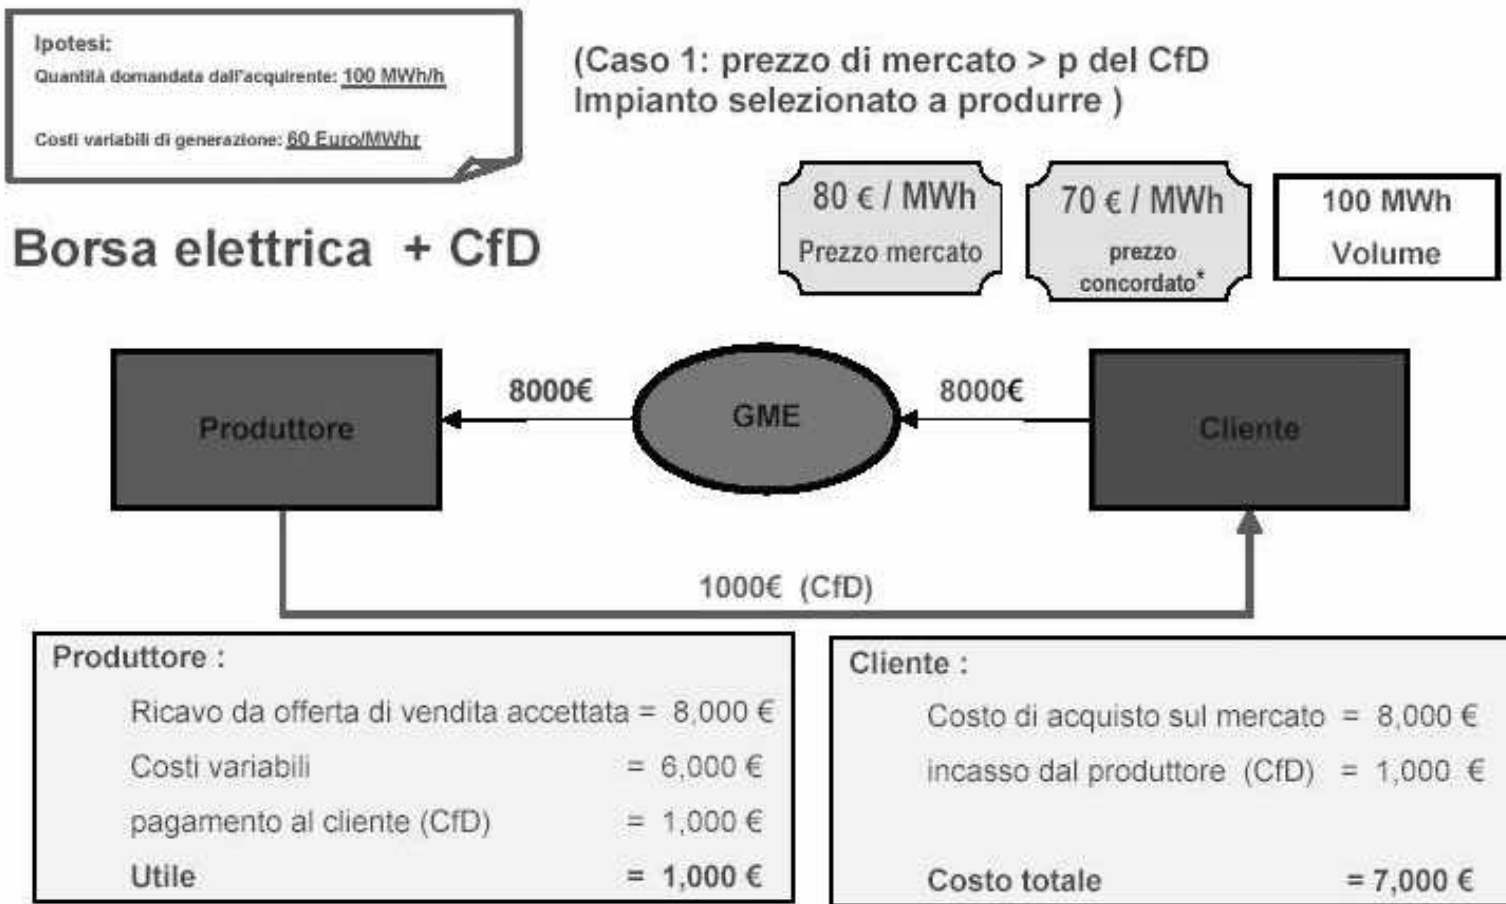 Ipotesi:
Quantità domandata dall'acquirente: 100 MWh/h
Costi variabili di generazione: 60 Euro/MWhr
(Caso 1: prezzo di mercato > p del CfD
Impianto selezionato a produrre )
Borsa elettrica + CfD
80 € / MWh
Prezzo mercato
70 € / MWh
prezzo
concordato*
100 MWh
Volume
Produttore
8000€
GME
8000€
Cliente
1000€ (CfD)
Produttore :
Ricavo da offerta di vendita accettata = 8,000 €
Costi variabili = 6,000 €
pagamento al cliente (CfD) = 1,000 €
Utile = 1,000 €
Cliente :
Costo di acquisto sul mercato = 8,000 €
incasso dal produttore (CfD) = 1,000 €
Costo totale = 7,000 €